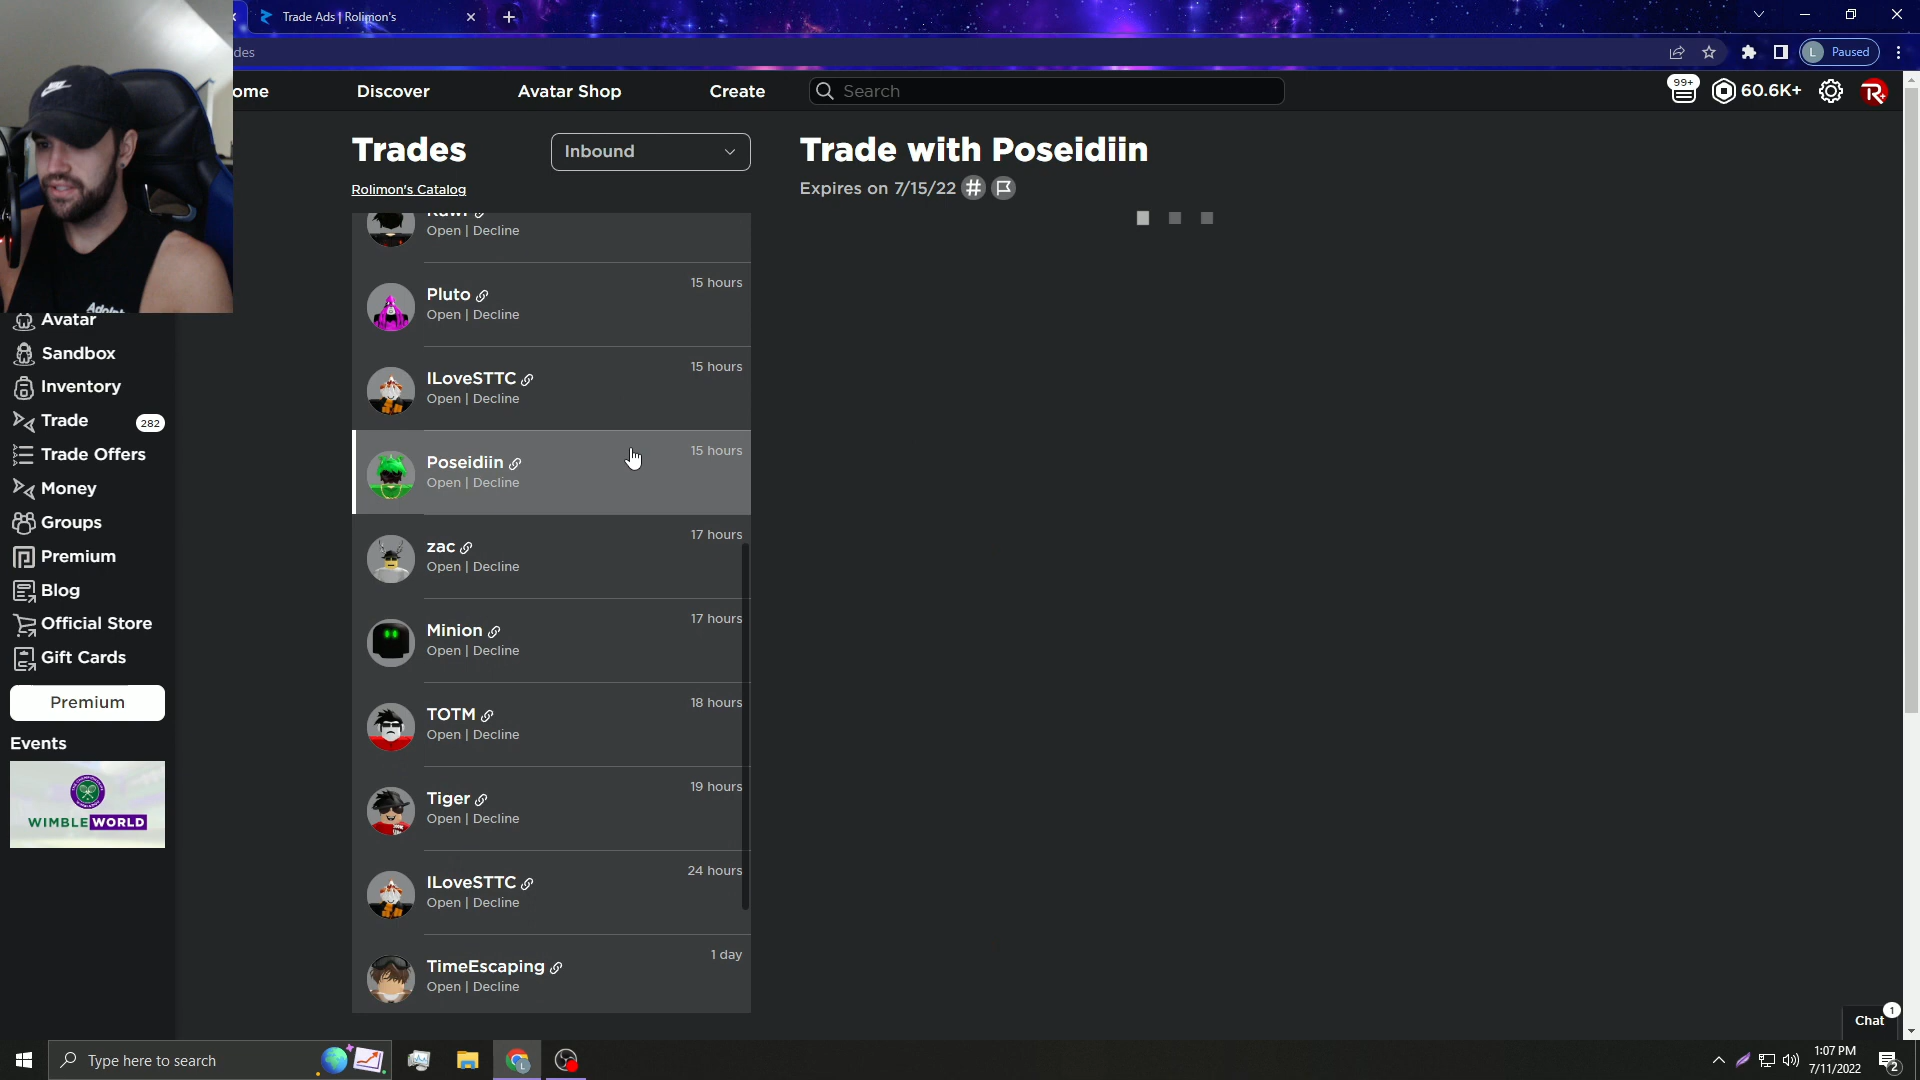 Trade Ads | Rolimon's
des
Paused
L
ome
Discover
Avatar Shop
Create
Search
99+
60.6K+
Trades
Inbound
Rolimon's Catalog
Trade with Poseidiin
Expires on 7/15/22
Open | Decline
Pluto
15 hours
Open | Decline
ILoveSTTC
15 hours
Open | Decline
Poseidiin
15 hours
Open | Decline
zac
17 hours
Open | Decline
Minion
17 hours
Open | Decline
TOTM
18 hours
Open | Decline
Tiger
19 hours
Open | Decline
ILoveSTTC
24 hours
Open | Decline
TimeEscaping
1 day
Open | Decline
Avatar
Sandbox
Inventory
Trade
282
Trade Offers
Money
Groups
Premium
Blog
Official Store
Gift Cards
Premium
Events
WIMBLEWORLD
Chat
1
Type here to search
L
1:07 PM
7/11/2022
2